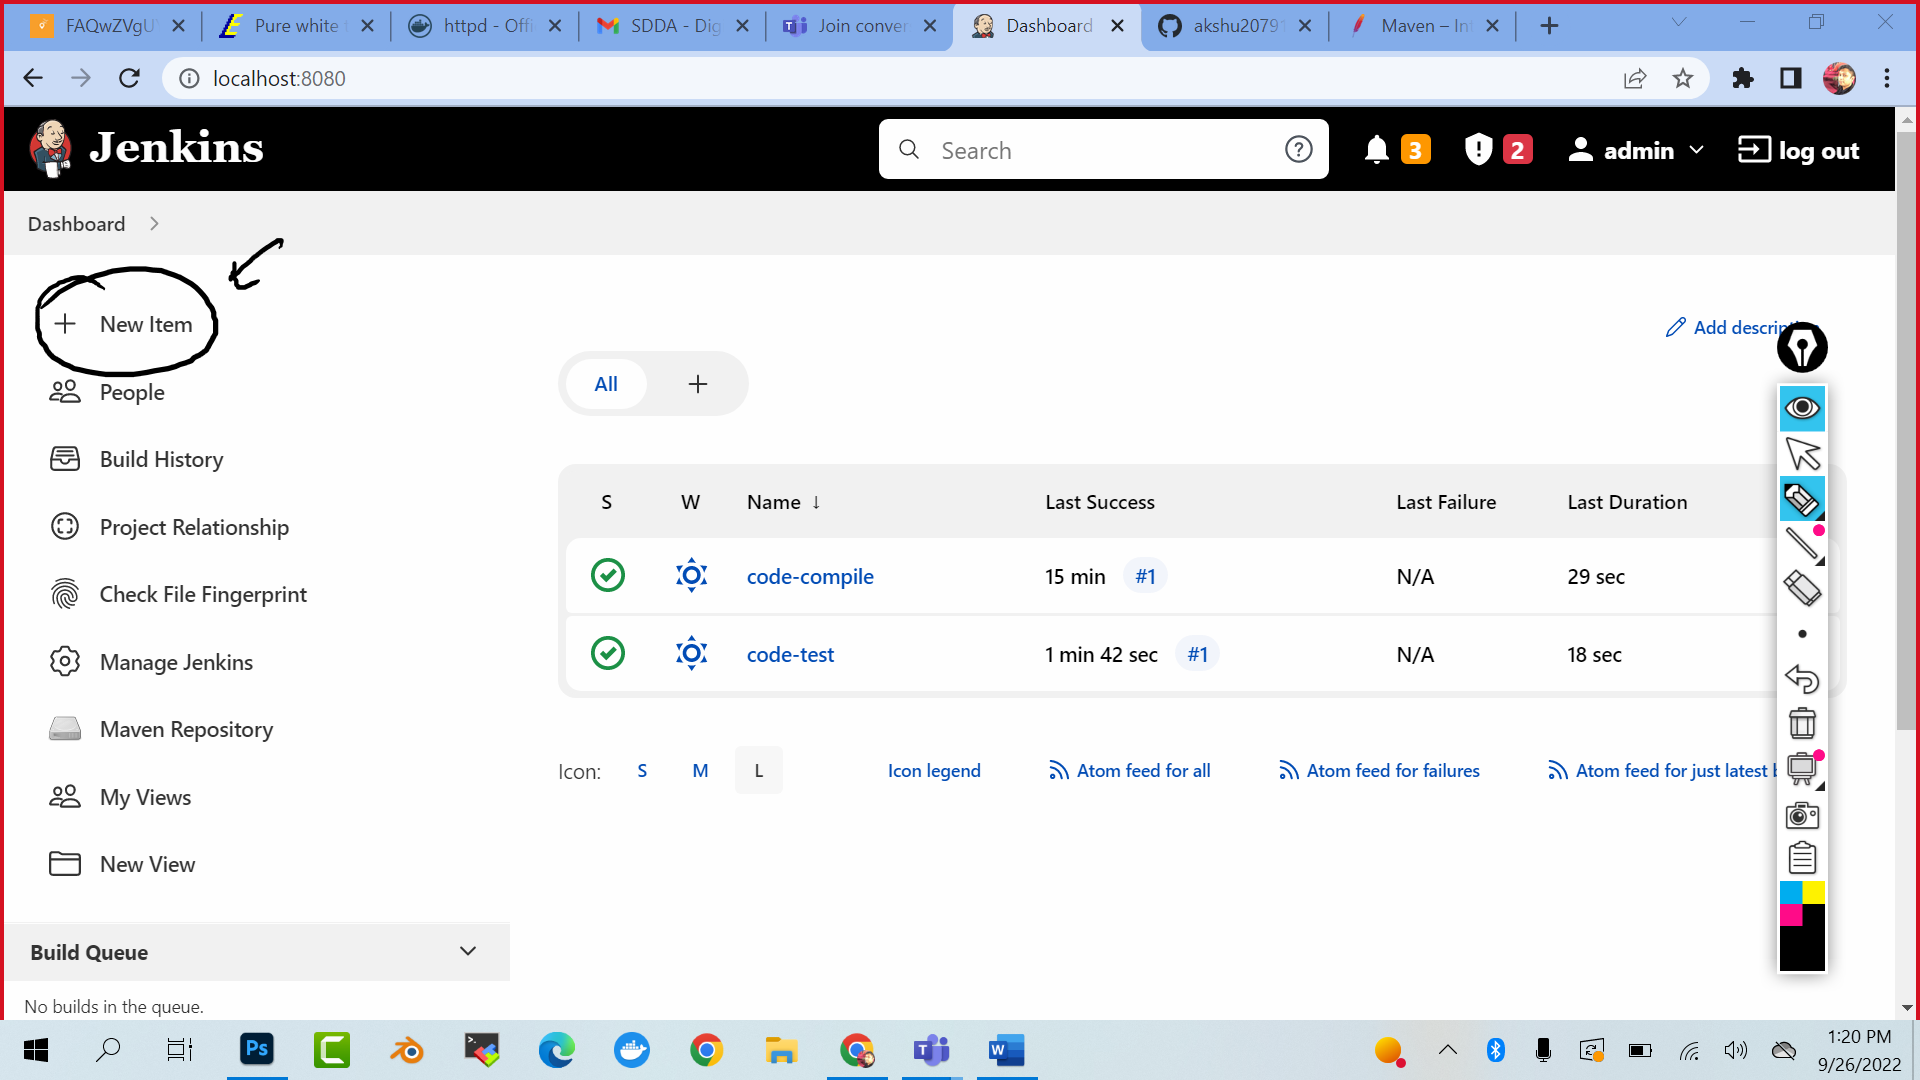 FAQwZVgU
Pure white
httpd - Offi
SDDA - Dig
Join conver
Dashboard
akshu2079
Maven – Int
localhost:8080
Jenkins
Search
3
2
admin
log out
Dashboard
New Item
Add descripti
People
All
Build History
S W Name ↓ Last Success Last Failure Last Duration
Project Relationship
code-compile 15 min #1 N/A 29 sec
Check File Fingerprint
code-test 1 min 42 sec #1 N/A 18 sec
Manage Jenkins
Maven Repository
Icon: S M L Icon legend Atom feed for all Atom feed for failures Atom feed for just latest b
My Views
New View
Build Queue
No builds in the queue.
Ps
W
1:20 PM
9/26/2022